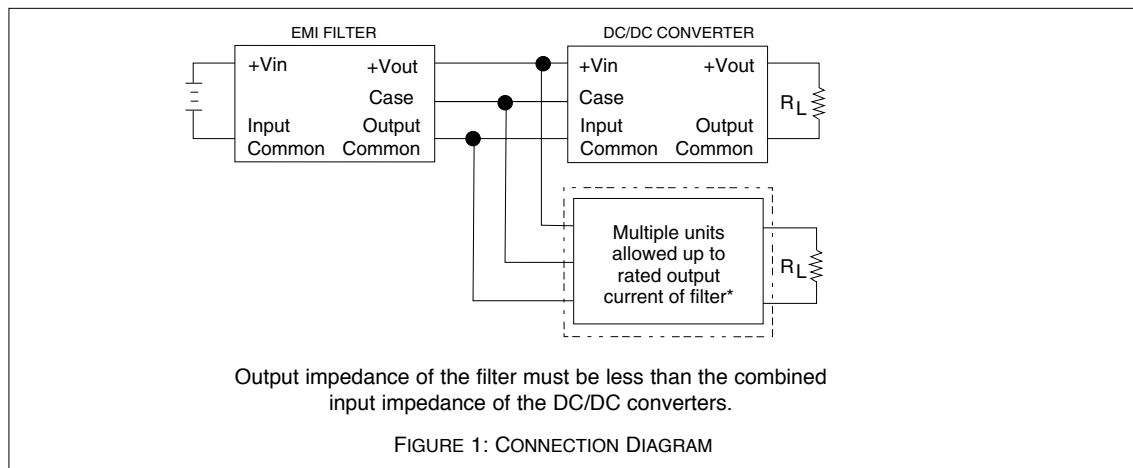 EMI FILTER
DC/DC CONVERTER
+Vin
+Vout
Case
Input
Common
Output
Common
+Vin
+Vout
Case
Input
Common
Output
Common
RL
Multiple units
allowed up to
rated output
current of filter*
RL
Output impedance of the filter must be less than the combined
input impedance of the DC/DC converters.
FIGURE 1: CONNECTION DIAGRAM